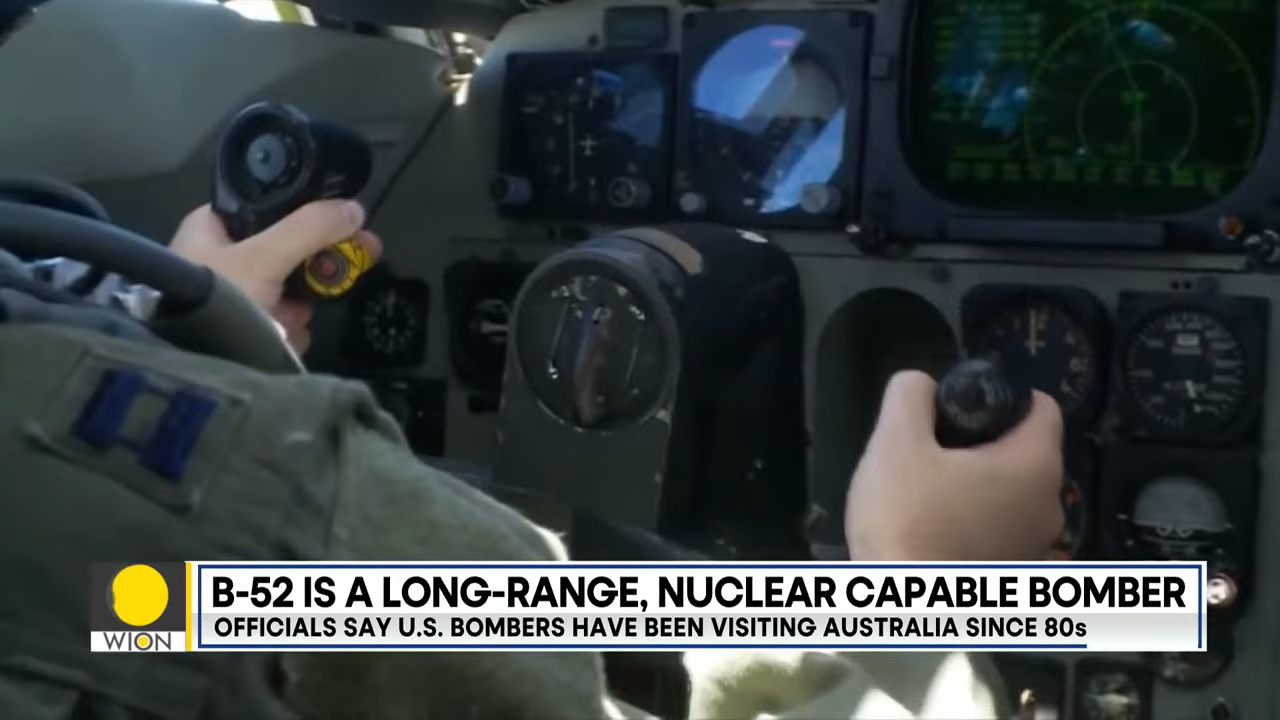 B-52 IS A LONG-RANGE, NUCLEAR CAPABLE BOMBER
OFFICIALS SAY U.S. BOMBERS HAVE BEEN VISITING AUSTRALIA SINCE 80s
WION